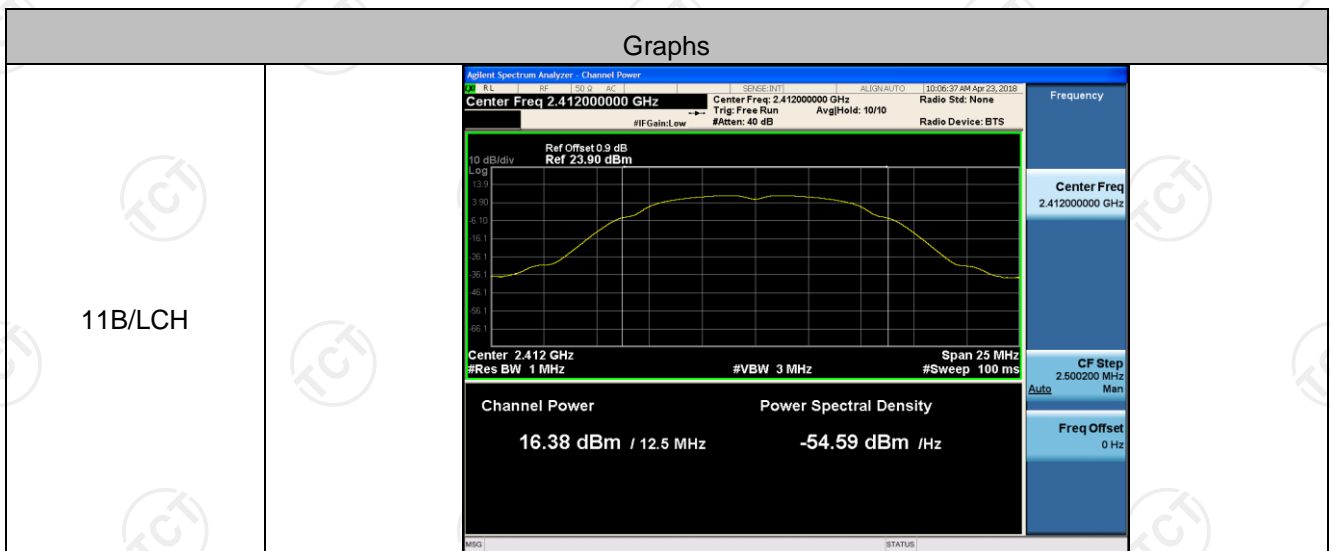 Graphs
11B/LCH
Agilent Spectrum Analyzer - Channel Power
RL RF 50 Ω AC SENSE:INT ALIGNAUTO 10:06:37 AM Apr 23, 2018
Center Freq 2.412000000 GHz
Center Freq: 2.412000000 GHz
Radio Std: None
Trig: Free Run Avg|Hold: 10/10
#IFGain:Low
#Atten: 40 dB
Radio Device: BTS
Ref Offset 0.9 dB
10 dB/div Ref 23.90 dBm
Log
13.9
3.90
-6.10
-16.1
-26.1
-36.1
-46.1
-56.1
-66.1
Center 2.412 GHz
Span 25 MHz
#Res BW 1 MHz
#VBW 3 MHz
#Sweep 100 ms
Channel Power
Power Spectral Density
16.38 dBm / 12.5 MHz
-54.59 dBm /Hz
MSG
STATUS
Frequency
Center Freq
2.412000000 GHz
CF Step
2.500200 MHz
Auto Man
Freq Offset
0 Hz
TCT
TCT
TCT
TCT
TCT